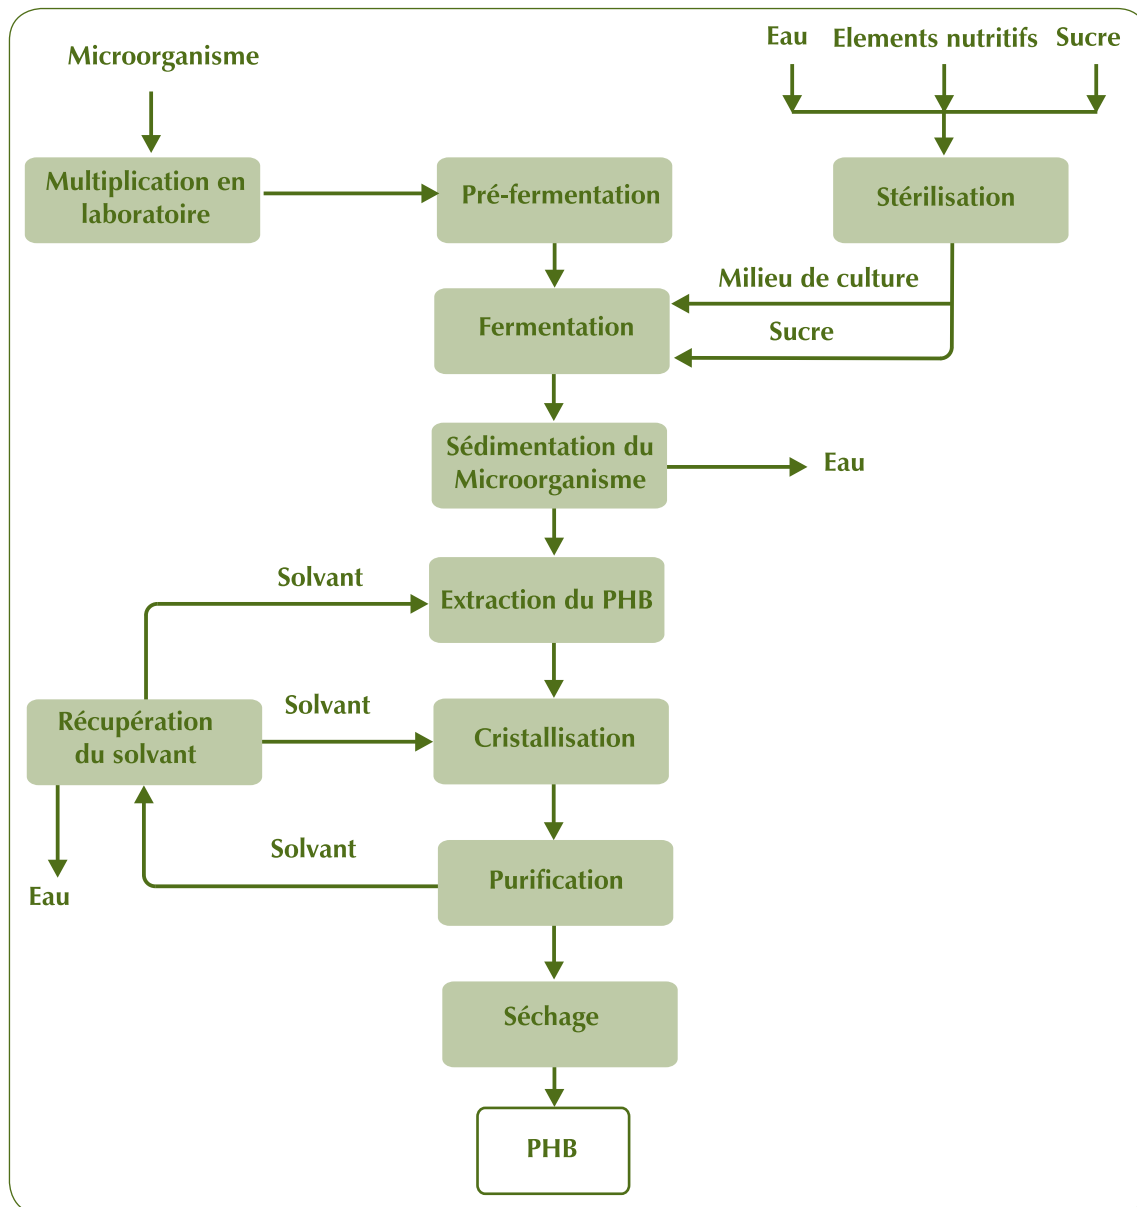 Microorganisme
Eau
Elements nutritifs
Sucre
Multiplication en
laboratoire
Pré-fermentation
Stérilisation
Milieu de culture
Fermentation
Sucre
Sédimentation du
Microorganisme
Eau
Solvant
Extraction du PHB
Solvant
Récupération
du solvant
Cristallisation
Solvant
Purification
Eau
Séchage
PHB